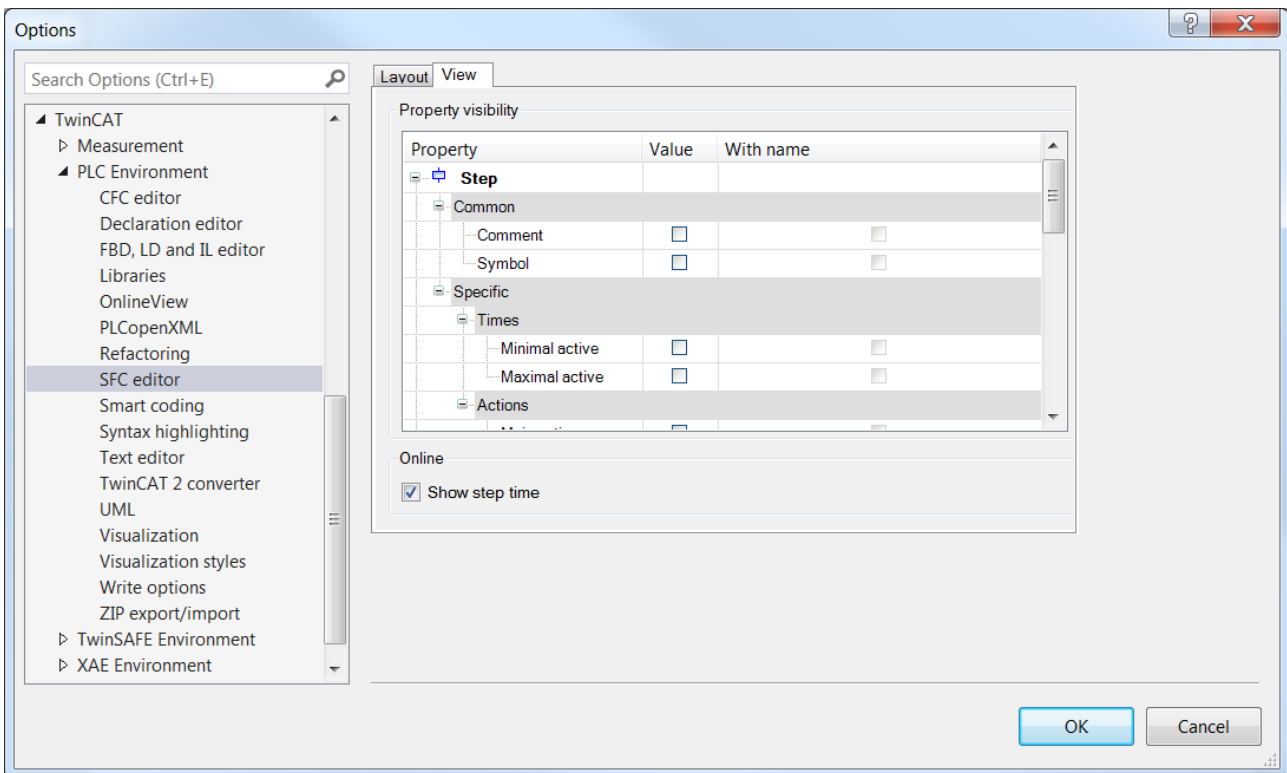 Options
Search Options (Ctrl+E)
TwinCAT
Measurement
PLC Environment
CFC editor
Declaration editor
FBD, LD and IL editor
Libraries
OnlineView
PLCopenXML
Refactoring
SFC editor
Smart coding
Syntax highlighting
Text editor
TwinCAT 2 converter
UML
Visualization
Visualization styles
Write options
ZIP export/import
TwinSAFE Environment
XAE Environment
Layout View
Property visibility
Property Value With name
Step
Common
Comment
Symbol
Specific
Times
Minimal active
Maximal active
Actions
Online
Show step time
OK Cancel